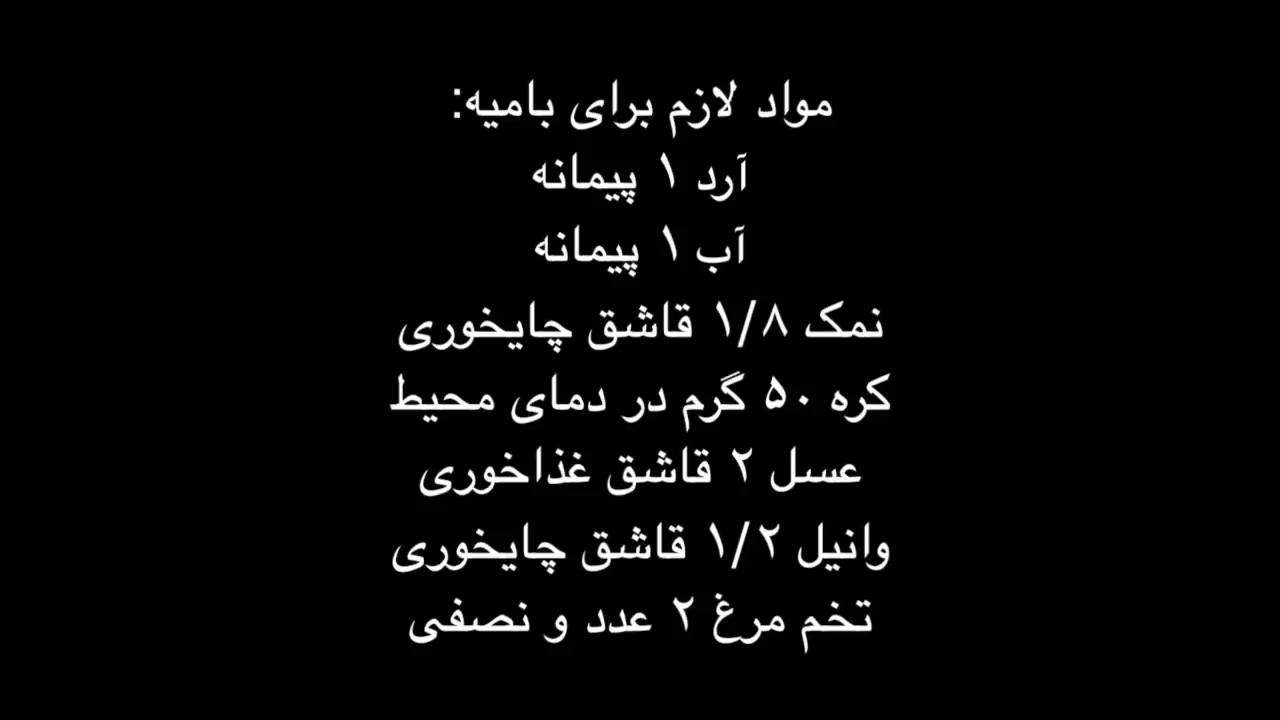 مواد لازم برای بامیه:
آرد ۱ پیمانه
آب ۱ پیمانه
نمک ۱/۸ قاشق چایخوری
کره ۵۰ گرم در دمای محیط
عسل ۲ قاشق غذاخوری
وانیل ۱/۲ قاشق چایخوری
تخم مرغ ۲ عدد و نصفی